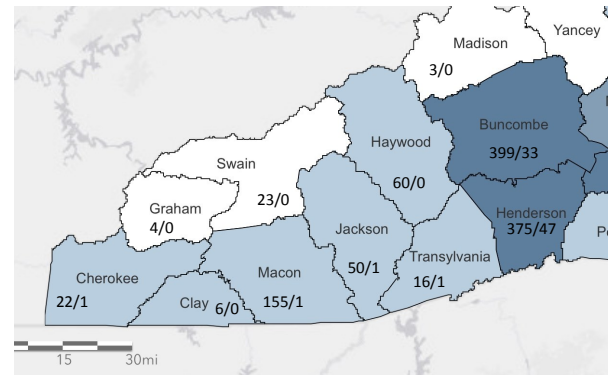 Yancey
Madison
3/0
Buncombe
399/33
Haywood
60/0
Swain
23/0
Graham
4/0
Henderson
375/47
Jackson
50/1
Transylvania
16/1
Cherokee
22/1
Macon
155/1
Clay 6/0
15 30mi